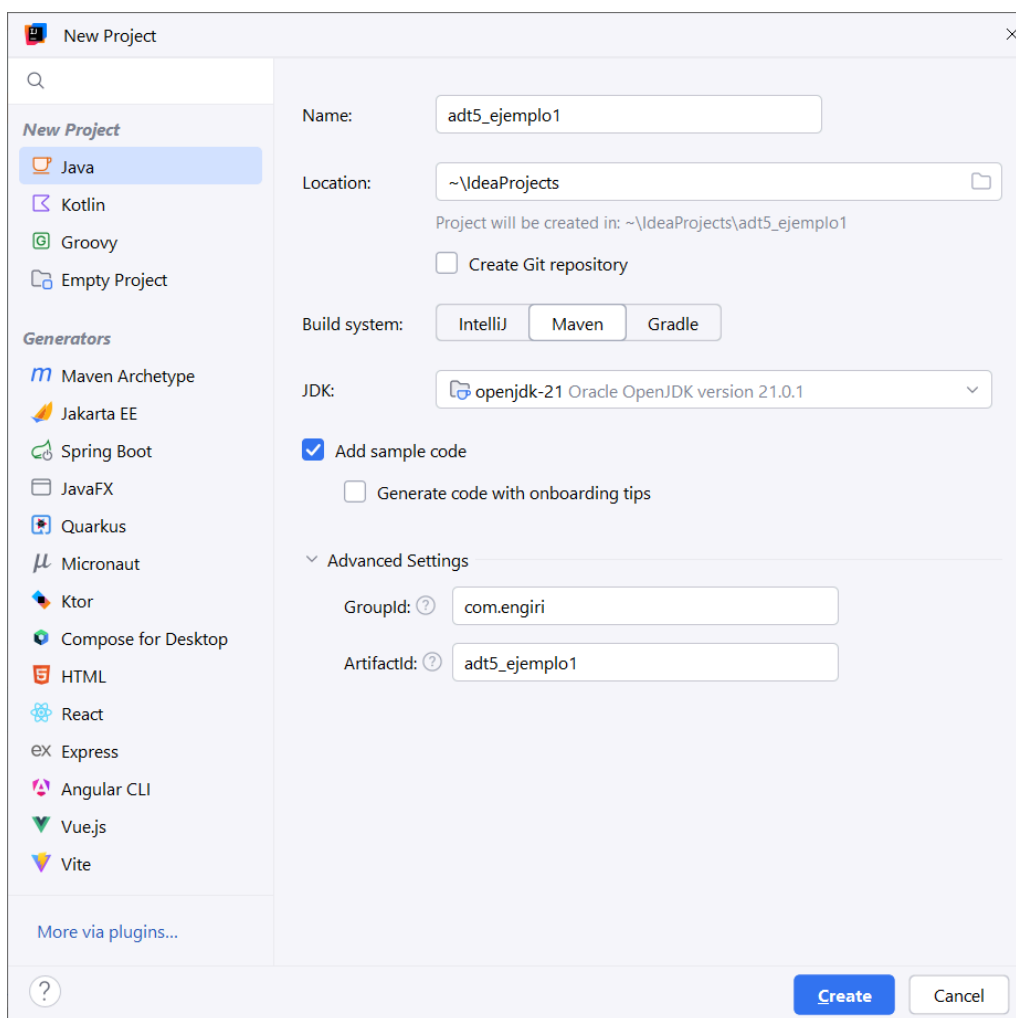 New Project
New Project
Java
Kotlin
Groovy
Empty Project
Generators
Maven Archetype
Jakarta EE
Spring Boot
JavaFX
Quarkus
Micronaut
Ktor
Compose for Desktop
HTML
React
ex Express
Angular CLI
Vue.js
Vite
More via plugins...
?
Name: adt5_ejemplo1
Location: ~\IdeaProjects
Project will be created in: ~\IdeaProjects\adt5_ejemplo1
Create Git repository
Build system: IntelliJ Maven Gradle
JDK: openjdk-21 Oracle OpenJDK version 21.0.1
Add sample code
Generate code with onboarding tips
Advanced Settings
GroupId: ? com.engiri
ArtifactId: ? adt5_ejemplo1
Create Cancel